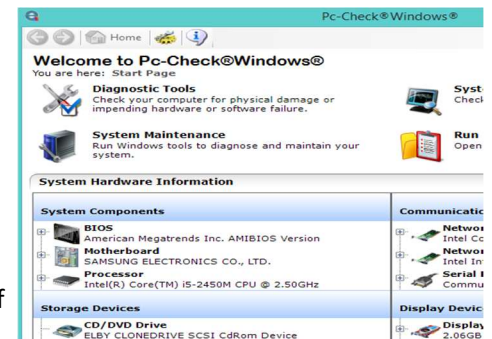 Pc-Check®Windows®
Home
Welcome to Pc-Check®Windows®
You are here: Start Page
Diagnostic Tools
Check your computer for physical damage or
impending hardware or software failure.
Syst
Check
System Maintenance
Run Windows tools to diagnose and maintain your
system.
Run
Open
System Hardware Information
System Components
BIOS
American Megatrends Inc. AMIBIOS Version
Motherboard
SAMSUNG ELECTRONICS CO., LTD.
Processor
Intel(R) Core(TM) i5-2450M CPU @ 2.50GHz
Storage Devices
CD/DVD Drive
ELBY CLONEDRIVE SCSI CdRom Device
Communicatio
Networ
Intel Co
Networ
Intel In
Serial
Commu
Display Devic
Display
2.06GB
f